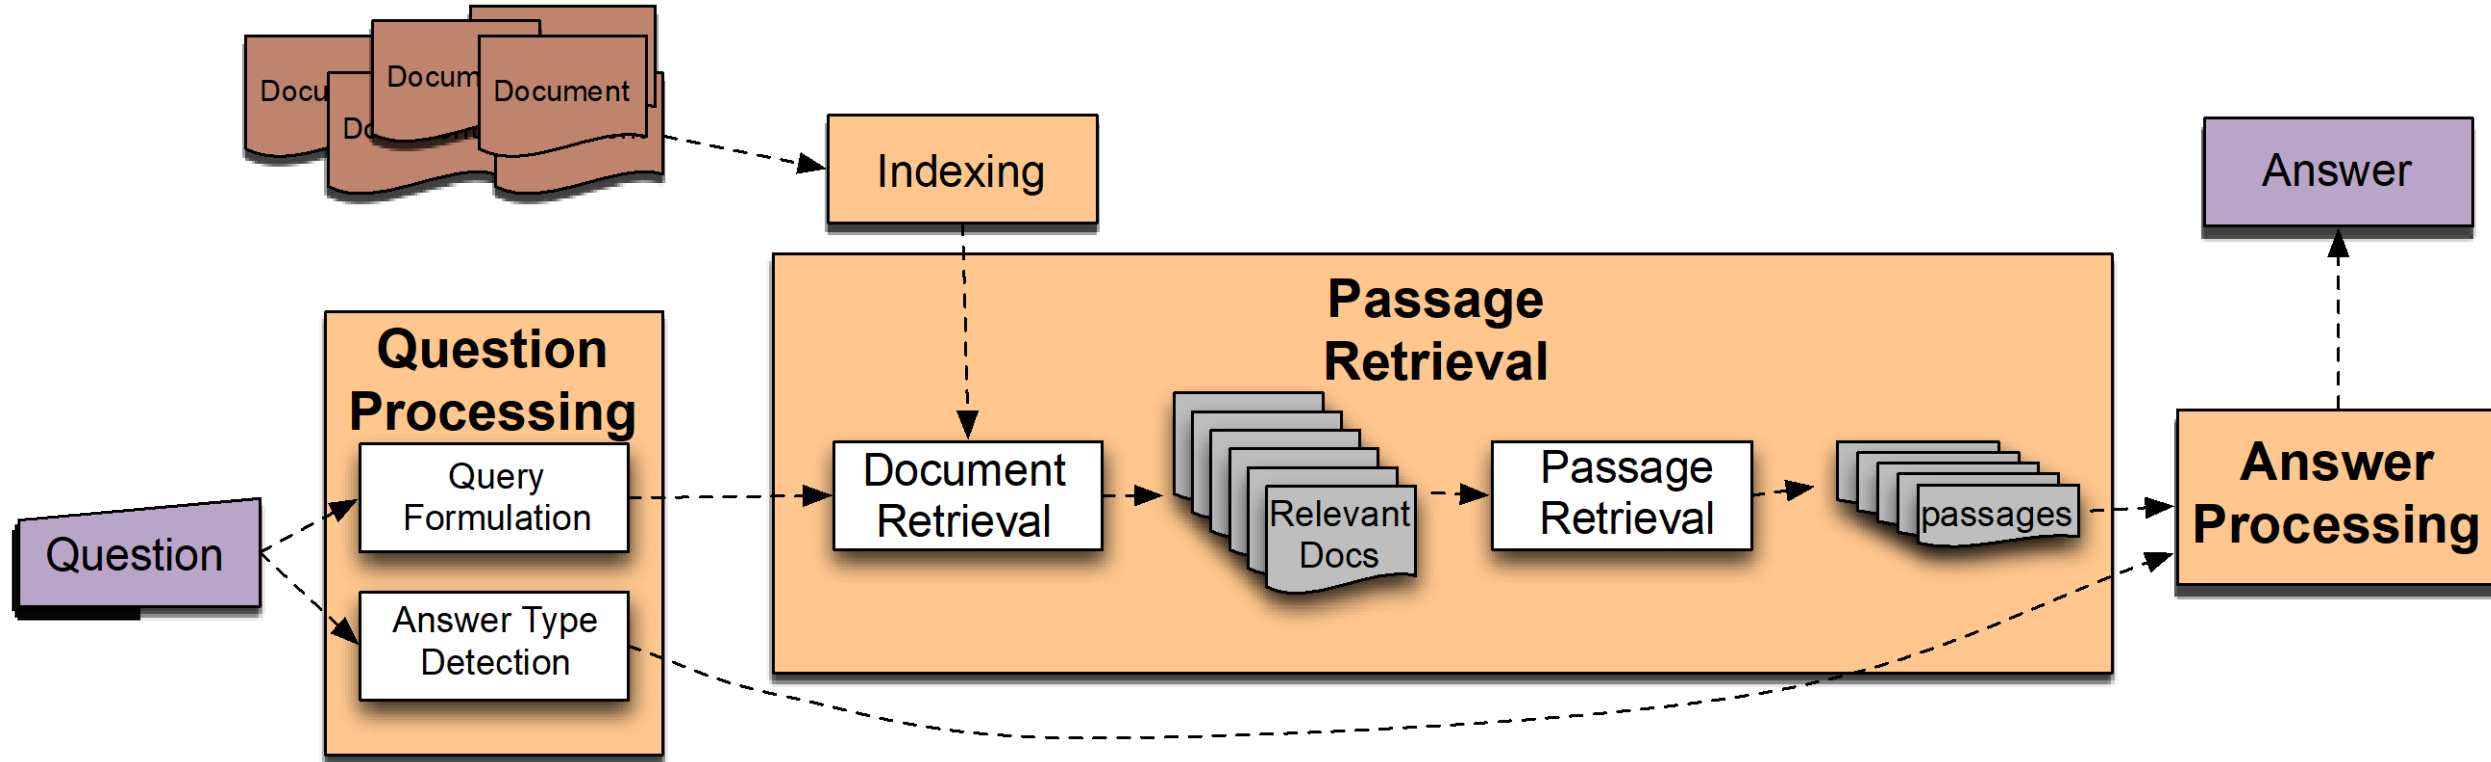 Docu
Docum
Document
Do
Indexing
Answer
Passage
Retrieval
Question
Processing
Query
Formulation
Answer Type
Detection
Question
Document
Retrieval
Relevant
Docs
Passage
Retrieval
passages
Answer
Processing